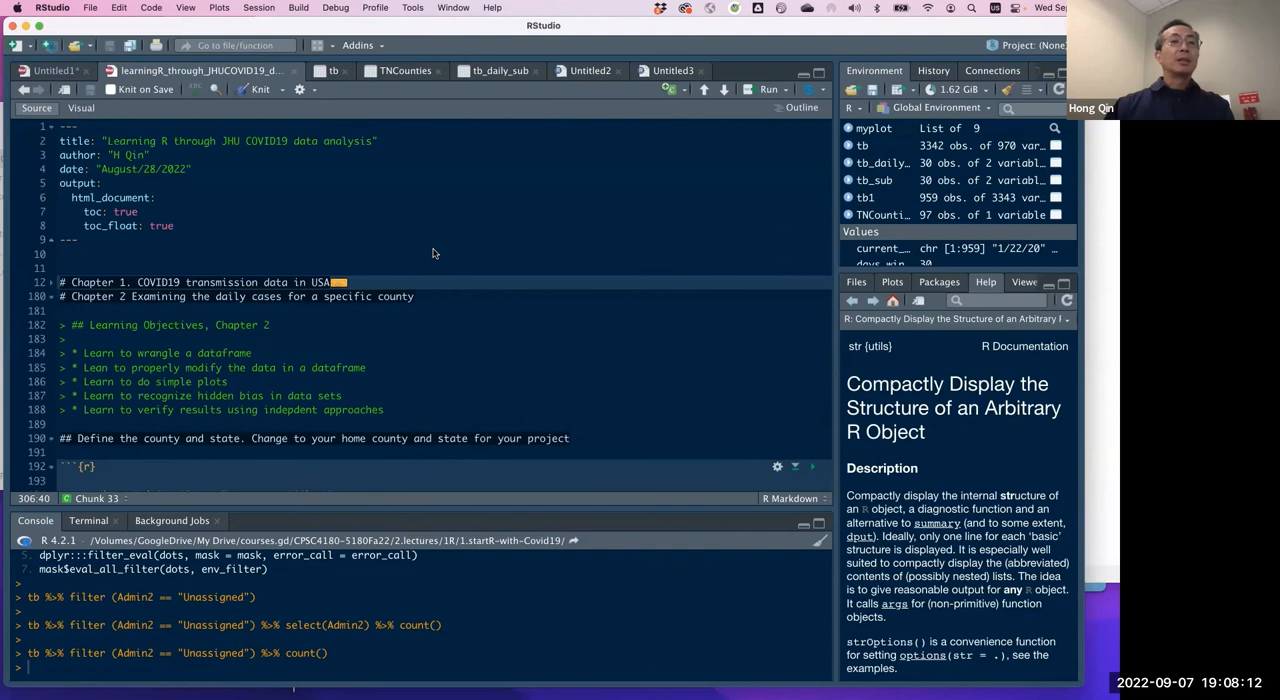 RStudio File Edit Code View Plots Session Build Debug Profile Tools Window Help US Wed Sep
RStudio
Go to file/function Addins Project: (None)
Untitled1* learningR_through_JHUCOVID19_d... tb TNCounties tb_daily_sub Untitled2 Untitled3
Knit on Save Knit Run
Source Visual Outline
1 ---
2 title: "Learning R through JHU COVID19 data analysis"
3 author: "H Qin"
4 date: "August/28/2022"
5 output:
6 html_document:
7 toc: true
8 toc_float: true
9 ---
10
11
12 # Chapter 1. COVID19 transmission data in USA
180 # Chapter 2 Examining the daily cases for a specific county
181
182 > ## Learning Objectives, Chapter 2
183 >
184 > * Learn to wrangle a dataframe
185 > * Lean to properly modify the data in a dataframe
186 > * Learn to do simple plots
187 > * Learn to recognize hidden bias in data sets
188 > * Learn to verify results using indepdent approaches
189
190 ## Define the county and state. Change to your home county and state for your project
191
192 ```{r}
193
306:40 Chunk 33 R Markdown
Console Terminal Background Jobs
R 4.2.1 · /Volumes/GoogleDrive/My Drive/courses.gd/CPSC4180-5180Fa22/2.lectures/1R/1.startR-with-Covid19/
5. dplyr:::filter_eval(dots, mask = mask, error_call = error_call)
7. mask$eval_all_filter(dots, env_filter)
>
> tb %>% filter (Admin2 == "Unassigned")
>
> tb %>% filter (Admin2 == "Unassigned") %>% select(Admin2) %>% count()
>
> tb %>% filter (Admin2 == "Unassigned") %>% count()
>
Environment History Connections
1.62 GiB
R Global Environment
myplot List of 9
tb 3342 obs. of 970 var...
tb_daily... 30 obs. of 2 variabl...
tb_sub 30 obs. of 2 variabl...
tb1 959 obs. of 3343 var...
TNCounti... 97 obs. of 1 variable
Values
current_... chr [1:959] "1/22/20" ...
days_win 30
Files Plots Packages Help Viewe
R: Compactly Display the Structure of an Arbitrary F
str {utils} R Documentation
Compactly Display the
Structure of an Arbitrary
R Object
Description
Compactly display the internal structure of
an R object, a diagnostic function and an
alternative to summary (and to some extent,
dput). Ideally, only one line for each ‘basic’
structure is displayed. It is especially well
suited to compactly display the (abbreviated)
contents of (possibly nested) lists. The idea
is to give reasonable output for any R object.
It calls args for (non-primitive) function
objects.
strOptions() is a convenience function
for setting options(str = .), see the
examples.
Hong Qin
2022-09-07 19:08:12